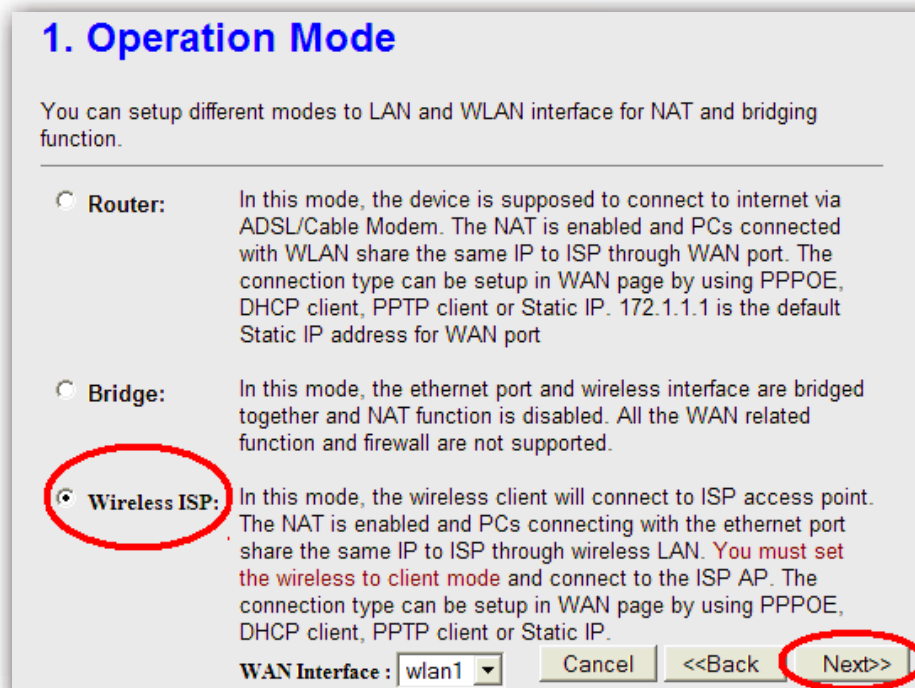 1. Operation Mode
You can setup different modes to LAN and WLAN interface for NAT and bridging
function.
Router: In this mode, the device is supposed to connect to internet via
ADSL/Cable Modem. The NAT is enabled and PCs connected
with WLAN share the same IP to ISP through WAN port. The
connection type can be setup in WAN page by using PPPOE,
DHCP client, PPTP client or Static IP. 172.1.1.1 is the default
Static IP address for WAN port
Bridge: In this mode, the ethernet port and wireless interface are bridged
together and NAT function is disabled. All the WAN related
function and firewall are not supported.
Wireless ISP: In this mode, the wireless client will connect to ISP access point.
The NAT is enabled and PCs connecting with the ethernet port
share the same IP to ISP through wireless LAN. You must set
the wireless to client mode and connect to the ISP AP. The
connection type can be setup in WAN page by using PPPOE,
DHCP client, PPTP client or Static IP.
WAN Interface : wlan1 Cancel <<Back Next>>